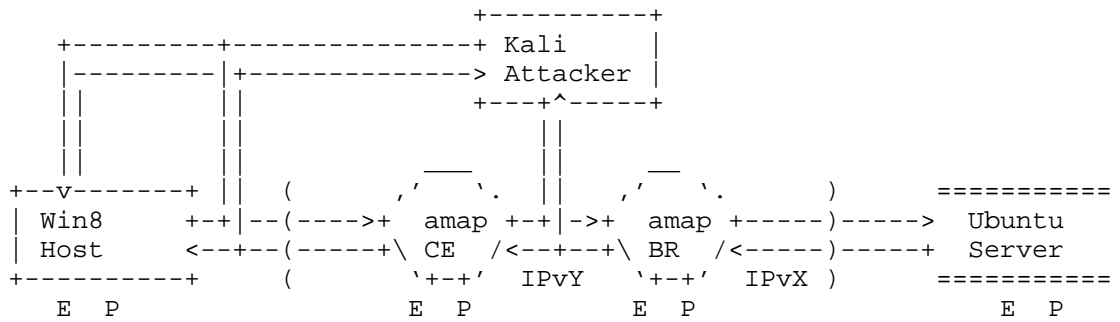 Kali
Attacker
Win8 amap amap Ubuntu
Host CE BR Server
IPvY IPvX
E P E P E P E P